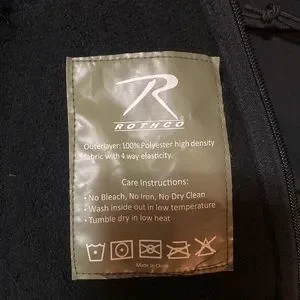 R
ROTHCO
Outerlayer: 100% Polyester high density
fabric with 4 way elasticity.
Care Instructions:
• No Bleach, No Iron, No Dry Clean
• Wash inside out in low temperature
• Tumble dry in low heat
Made in China